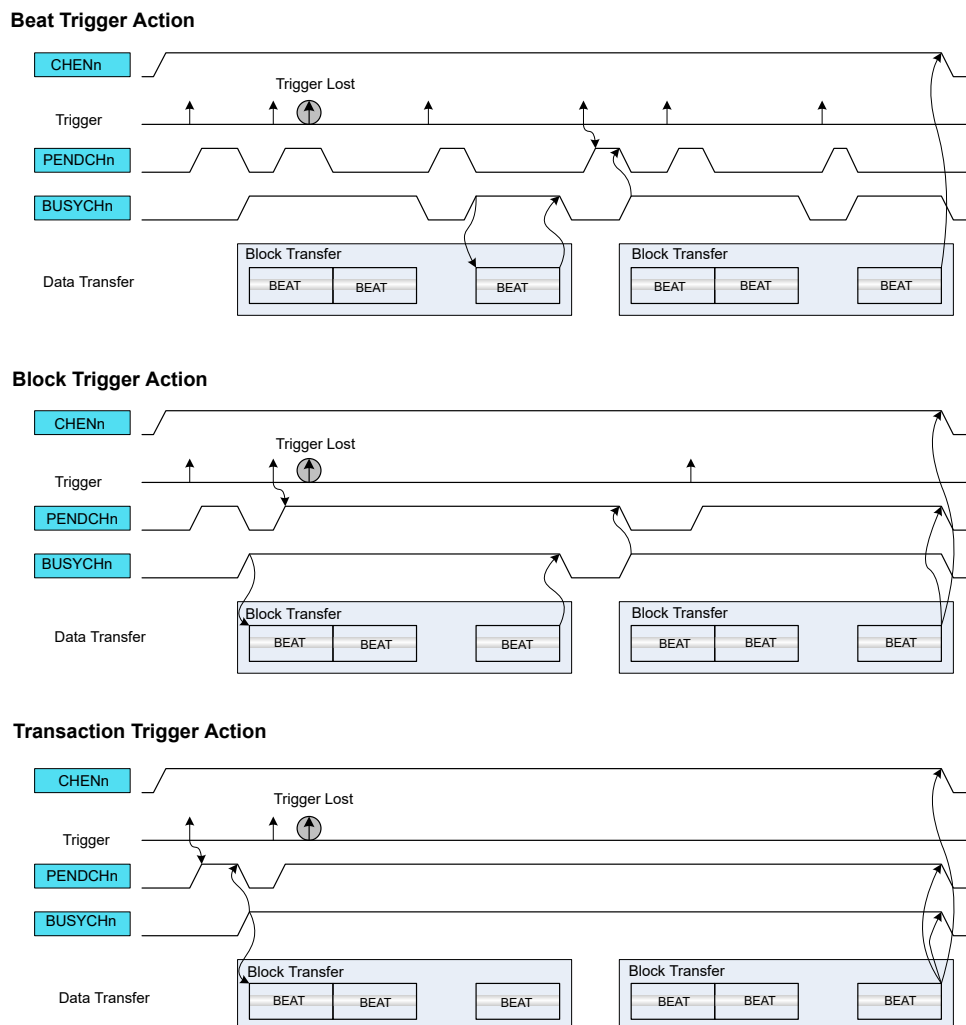 Beat Trigger Action
CHENn
Trigger Lost
Trigger
PENDCHn
BUSYCHn
Data Transfer
Block Transfer
BEAT
BEAT
BEAT
Block Transfer
BEAT
BEAT
BEAT
Block Trigger Action
CHENn
Trigger Lost
Trigger
PENDCHn
BUSYCHn
Data Transfer
Block Transfer
BEAT
BEAT
BEAT
Block Transfer
BEAT
BEAT
BEAT
Transaction Trigger Action
CHENn
Trigger Lost
Trigger
PENDCHn
BUSYCHn
Data Transfer
Block Transfer
BEAT
BEAT
BEAT
Block Transfer
BEAT
BEAT
BEAT